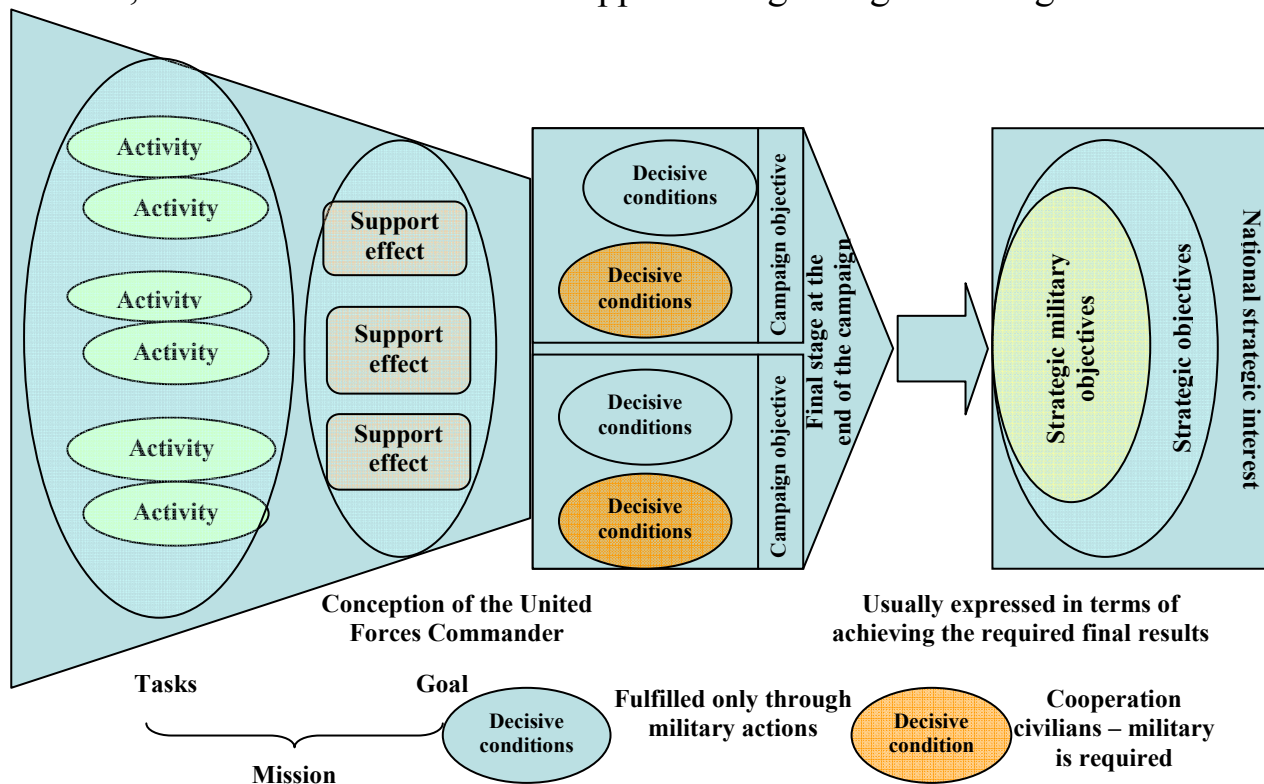 Activity
Activity
Activity
Activity
Activity
Activity
Support
effect
Support
effect
Support
effect
Decisive
conditions
Decisive
conditions
Campaign objective
Decisive
conditions
Decisive
conditions
Campaign objective
Final stage at the
end of the campaign
Strategic military
objectives
Strategic objectives
National strategic interest
Conception of the United
Forces Commander
Usually expressed in terms of
achieving the required final results
Tasks
Goal
Mission
Decisive
conditions
Fulfilled only through
military actions
Decisive
condition
Cooperation
civilians – military
is required